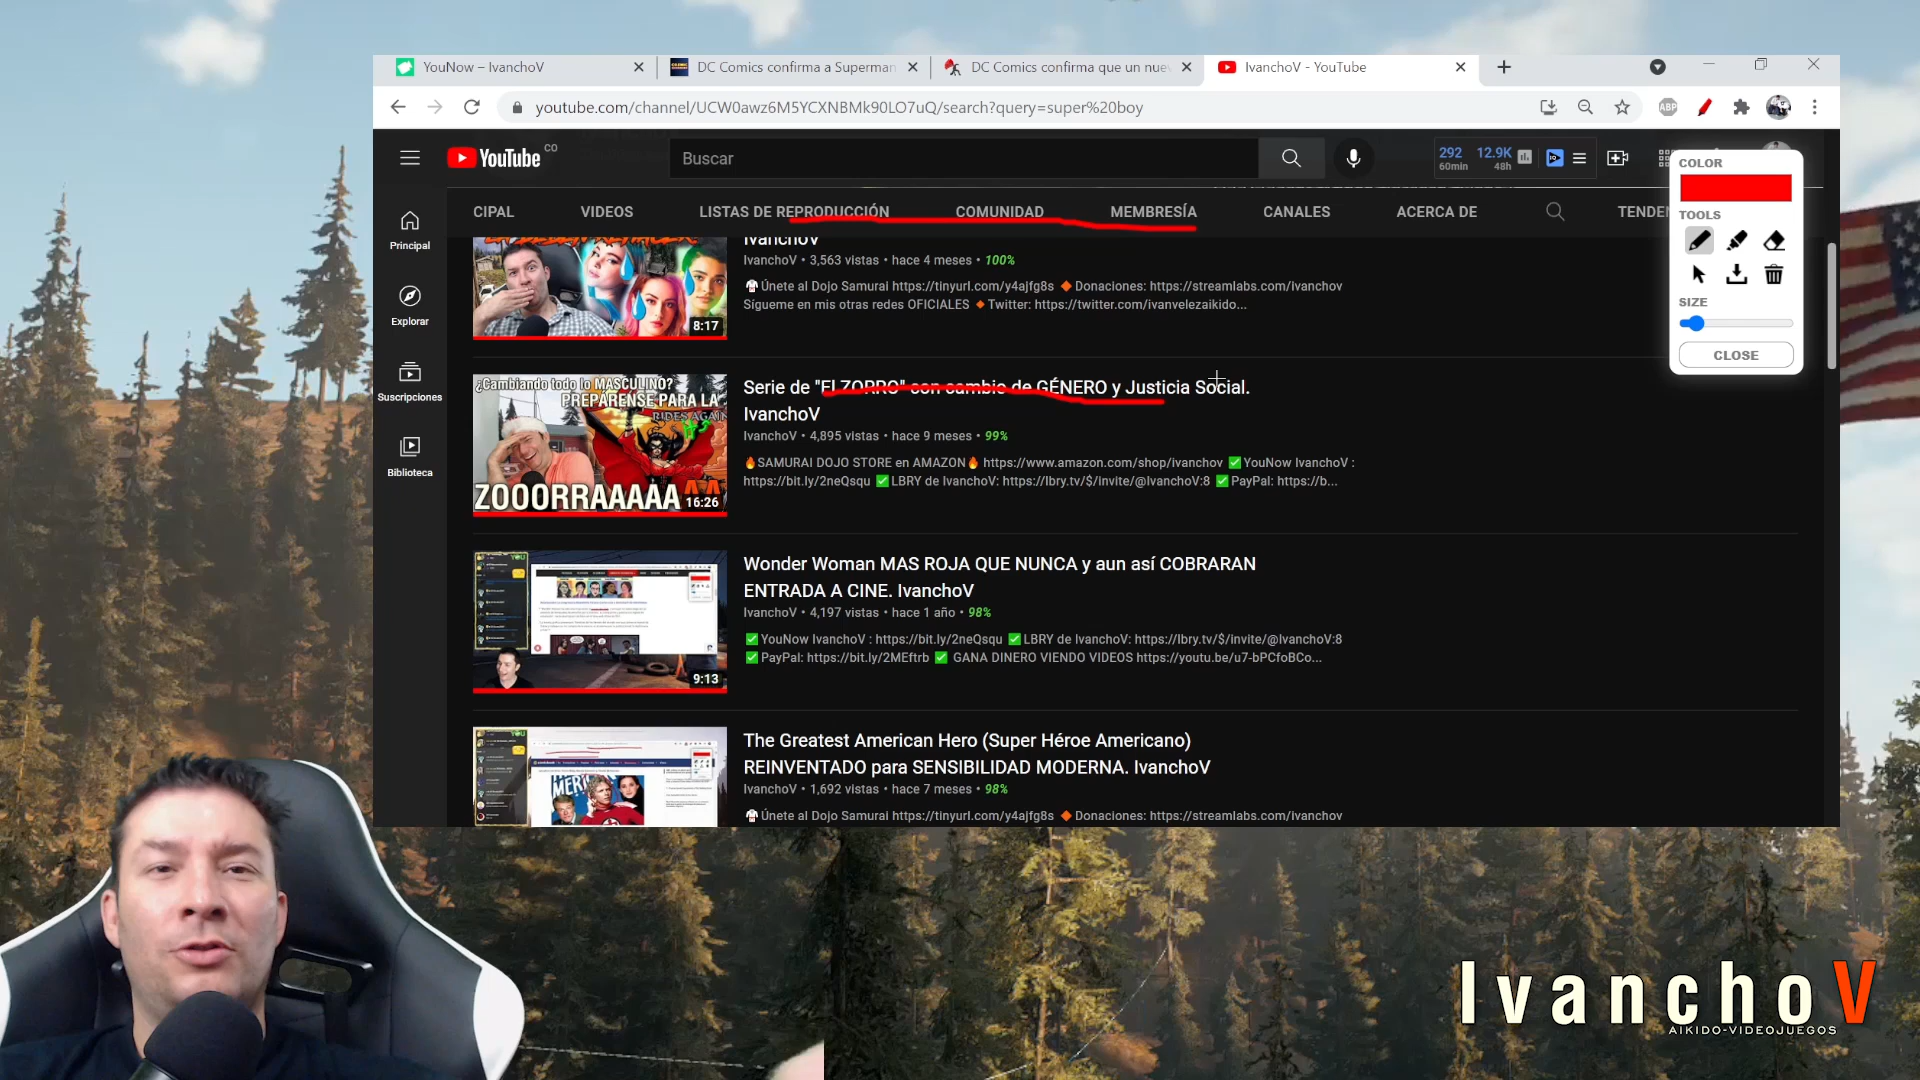 YouNow – IvanchoV
DC Comics confirma a Superman
DC Comics confirma que un nue
IvanchoV - YouTube
youtube.com/channel/UCW0awz6M5YCXNBMk90LO7uQ/search?query=super%20boy
ABP
YouTube CO
Buscar
292
60min
12.9K
48h
COLOR
TOOLS
SIZE
CLOSE
CIPAL
VIDEOS
LISTAS DE REPRODUCCIÓN
COMUNIDAD
MEMBRESÍA
CANALES
ACERCA DE
TENDEN
Principal
Explorar
Suscripciones
Biblioteca
8:17
IvanchoV
IvanchoV • 3,563 vistas • hace 4 meses • 100%
Únete al Dojo Samurai https://tinyurl.com/y4ajfg8s 🔸Donaciones: https://streamlabs.com/ivanchov
Sígueme en mis otras redes OFICIALES 🔸Twitter: https://twitter.com/ivanvelezaikido...
¿Cambiando todo lo MASCULINO?
PREPÁRENSE PARA LA
RIDES AGAIN
ZOOORRAAAAA
16:26
Serie de "El ZORRO" con cambio de GÉNERO y Justicia Social.
IvanchoV
IvanchoV • 4,895 vistas • hace 9 meses • 99%
🔥SAMURAI DOJO STORE en AMAZON🔥 https://www.amazon.com/shop/ivanchov ✅YouNow IvanchoV :
https://bit.ly/2neQsqu ✅LBRY de IvanchoV: https://lbry.tv/$/invite/@IvanchoV:8 ✅PayPal: https://b...
9:13
Wonder Woman MAS ROJA QUE NUNCA y aun así COBRARAN
ENTRADA A CINE. IvanchoV
IvanchoV • 4,197 vistas • hace 1 año • 98%
✅YouNow IvanchoV : https://bit.ly/2neQsqu ✅LBRY de IvanchoV: https://lbry.tv/$/invite/@IvanchoV:8
✅PayPal: https://bit.ly/2MEftrb ✅ GANA DINERO VIENDO VIDEOS https://youtu.be/u7-bPCfoBCo...
The Greatest American Hero (Super Héroe Americano)
REINVENTADO para SENSIBILIDAD MODERNA. IvanchoV
IvanchoV • 1,692 vistas • hace 7 meses • 98%
Únete al Dojo Samurai https://tinyurl.com/y4ajfg8s 🔸Donaciones: https://streamlabs.com/ivanchov
IvanchoV
AIKIDO-VIDEOJUEGOS